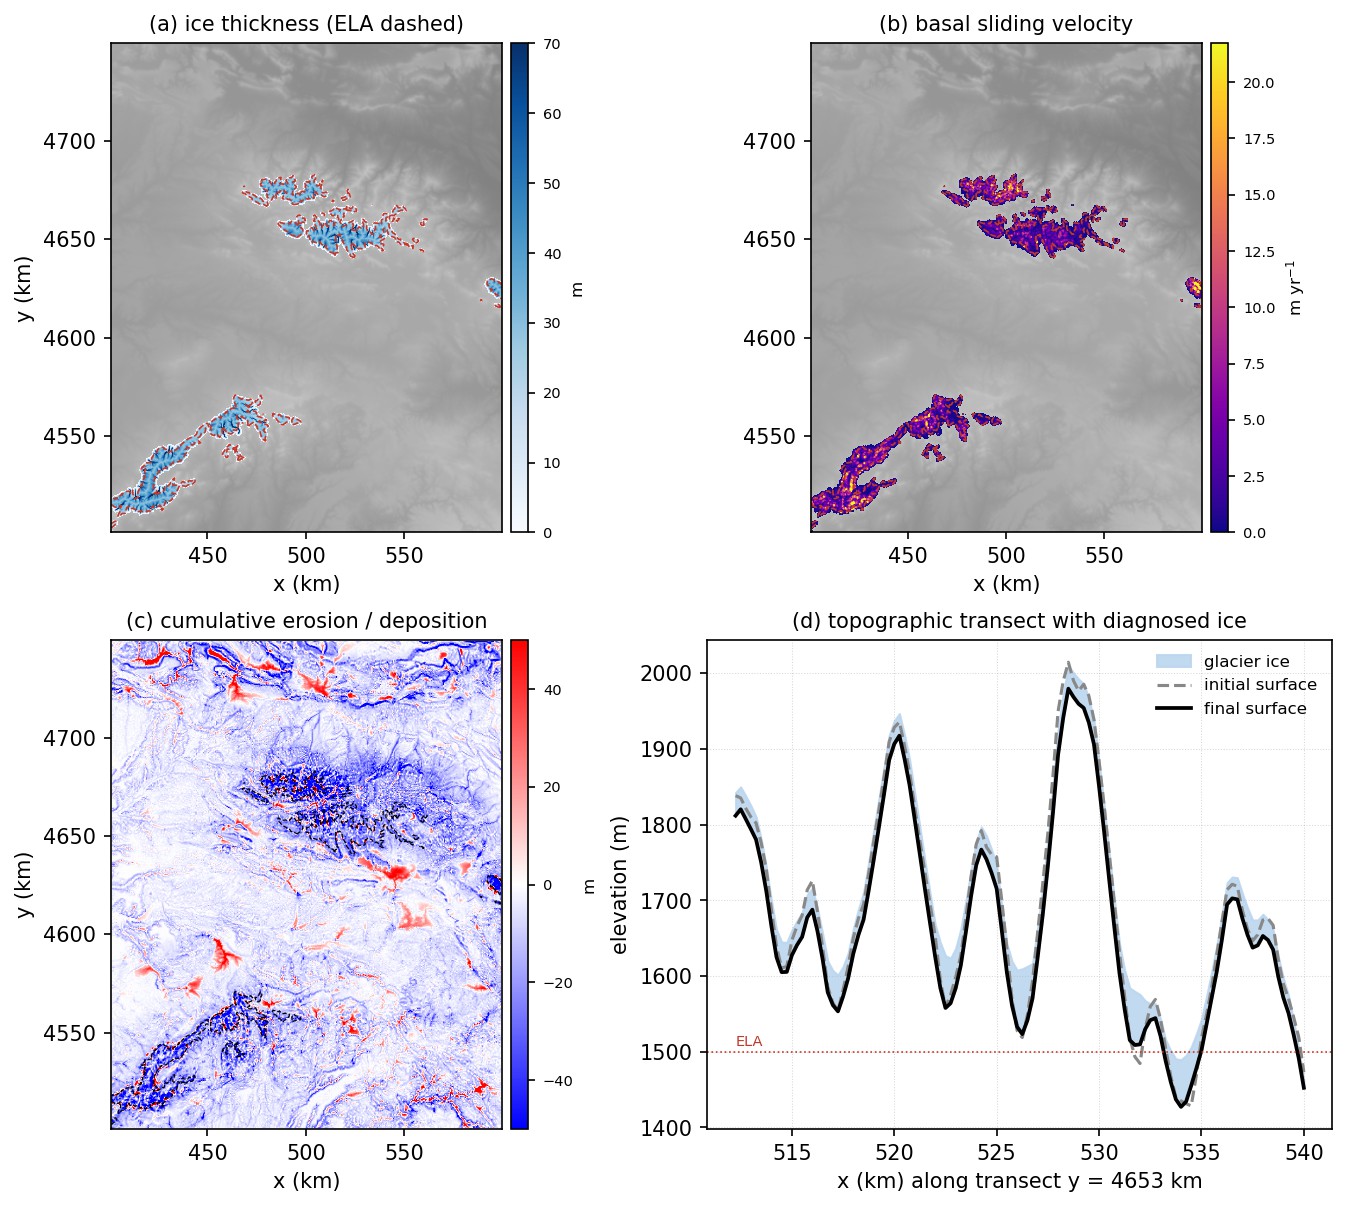 (a) ice thickness (ELA dashed)
4700
4650
4600
4550
y (km)
450 500 550
x (km)
70
60
50
40
30
20
10
0
m
(b) basal sliding velocity
4700
4650
4600
4550
450 500 550
x (km)
20.0
17.5
15.0
12.5
10.0
7.5
5.0
2.5
0.0
m yr⁻¹
(c) cumulative erosion / deposition
4700
4650
4600
4550
y (km)
450 500 550
x (km)
40
20
0
−20
−40
m
(d) topographic transect with diagnosed ice
glacier ice
initial surface
final surface
2000
1900
1800
1700
1600
1500
1400
elevation (m)
ELA
515 520 525 530 535 540
x (km) along transect y = 4653 km